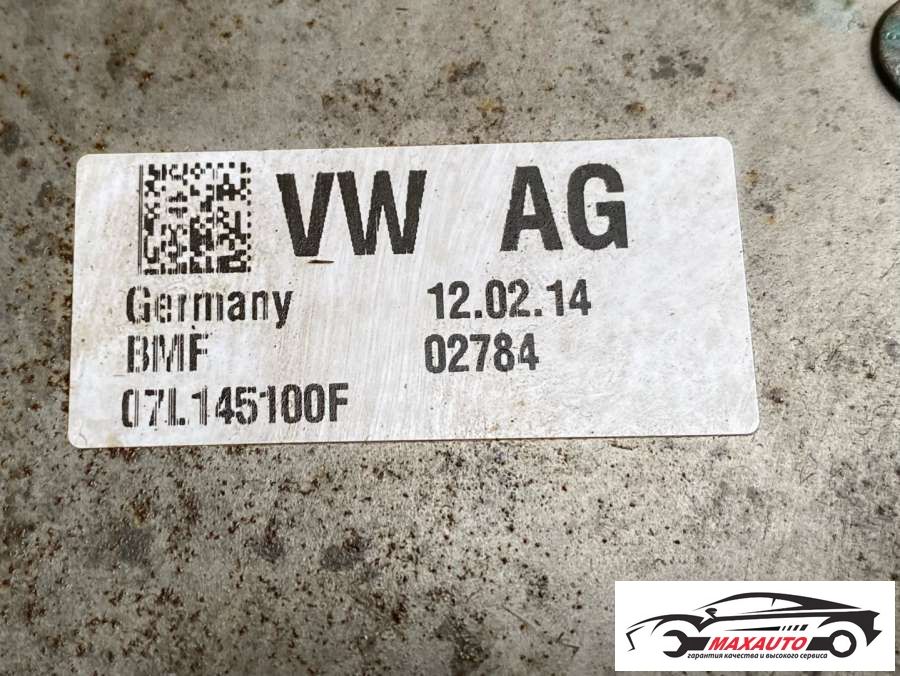 VW AG
Germany 12.02.14
BMF 02784
07L145100F
MAXAUTO
гарантия качества и высокого сервиса